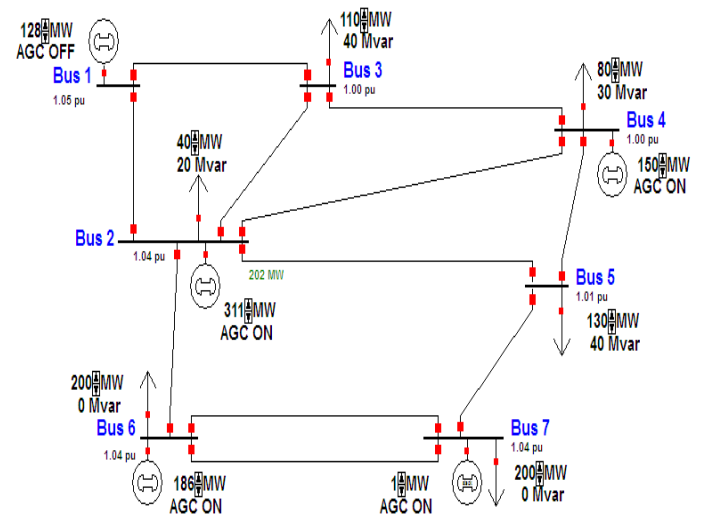 128 MW
AGC OFF
Bus 1
1.05 pu
110 MW
40 Mvar
Bus 3
1.00 pu
80 MW
30 Mvar
Bus 4
1.00 pu
150 MW
AGC ON
40 MW
20 Mvar
Bus 2
1.04 pu
202 MW
311 MW
AGC ON
Bus 5
1.01 pu
130 MW
40 Mvar
200 MW
0 Mvar
Bus 6
1.04 pu
186 MW
AGC ON
Bus 7
1.04 pu
1 MW
AGC ON
200 MW
0 Mvar